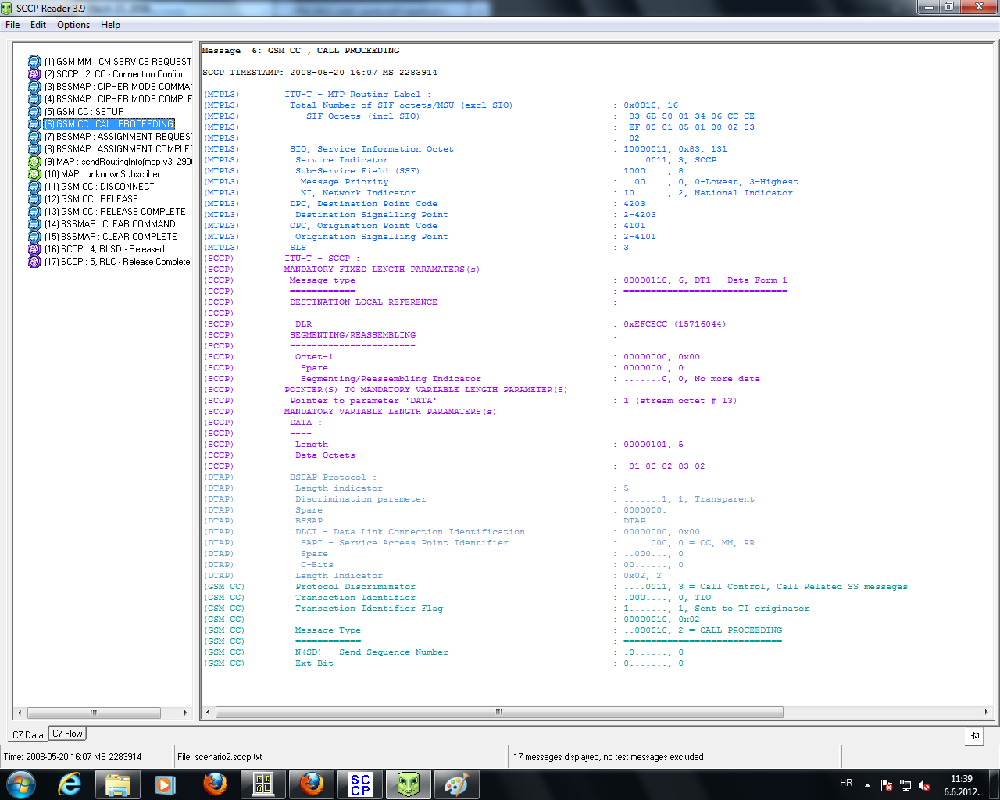 SCCP Reader 3.9
File Edit Options Help
(1) GSM MM : CM SERVICE REQUEST
(2) SCCP : 2, CC - Connection Confirm
(3) BSSMAP : CIPHER MODE COMMAN
(4) BSSMAP : CIPHER MODE COMPLE
(5) GSM CC : SETUP
(6) GSM CC : CALL PROCEEDING
(7) BSSMAP : ASSIGNMENT REQUES
(8) BSSMAP : ASSIGNMENT COMPLET
(9) MAP : sendRoutingInfo(map-v3_290
(10) MAP : unknownSubscriber
(11) GSM CC : DISCONNECT
(12) GSM CC : RELEASE
(13) GSM CC : RELEASE COMPLETE
(14) BSSMAP : CLEAR COMMAND
(15) BSSMAP : CLEAR COMPLETE
(16) SCCP : 4, RLSD - Released
(17) SCCP : 5, RLC - Release Complete
Message 6: GSM CC , CALL PROCEEDING
SCCP TIMESTAMP: 2008-05-20 16:07 MS 2283914
(MTPL3) ITU-T - MTP Routing Label :
(MTPL3) Total Number of SIF octets/MSU (excl SIO) : 0x0010, 16
(MTPL3) SIF Octets (incl SIO) : 83 6B 50 01 34 06 CC CE
(MTPL3) : EF 00 01 05 01 00 02 83
(MTPL3) : 02
(MTPL3) SIO, Service Information Octet : 10000011, 0x83, 131
(MTPL3) Service Indicator : ....0011, 3, SCCP
(MTPL3) Sub-Service Field (SSF) : 1000...., 8
(MTPL3) Message Priority : ..00...., 0, 0-Lowest, 3-Highest
(MTPL3) NI, Network Indicator : 10......, 2, National Indicator
(MTPL3) DPC, Destination Point Code : 4203
(MTPL3) Destination Signalling Point : 2-4203
(MTPL3) OPC, Origination Point Code : 4101
(MTPL3) Origination Signalling Point : 2-4101
(MTPL3) SLS : 3
(SCCP) ITU-T - SCCP :
(SCCP) MANDATORY FIXED LENGTH PARAMATERS(s)
(SCCP) Message type : 00000110, 6, DT1 - Data Form 1
(SCCP) ============ : ==============================
(SCCP) DESTINATION LOCAL REFERENCE :
(SCCP) ---------------------------
(SCCP) DLR : 0xEFCECC (15716044)
(SCCP) SEGMENTING/REASSEMBLING :
(SCCP) -----------------------
(SCCP) Octet-1 : 00000000, 0x00
(SCCP) Spare : 0000000., 0
(SCCP) Segmenting/Reassembling Indicator : .......0, 0, No more data
(SCCP) POINTER(S) TO MANDATORY VARIABLE LENGTH PARAMETER(S)
(SCCP) Pointer to parameter 'DATA' : 1 (stream octet # 13)
(SCCP) MANDATORY VARIABLE LENGTH PARAMATERS(s)
(SCCP) DATA :
(SCCP) ----
(SCCP) Length : 00000101, 5
(SCCP) Data Octets
(SCCP) : 01 00 02 83 02
(DTAP) BSSAP Protocol :
(DTAP) Length indicator : 5
(DTAP) Discrimination parameter : .......1, 1, Transparent
(DTAP) Spare : 0000000.
(DTAP) BSSAP : DTAP
(DTAP) DLCI - Data Link Connection Identification : 00000000, 0x00
(DTAP) SAPI - Service Access Point Identifier : .....000, 0 = CC, MM, RR
(DTAP) Spare : ..000..., 0
(DTAP) C-Bits : 00......, 0
(DTAP) Length Indicator : 0x02, 2
(GSM CC) Protocol Discriminator : ....0011, 3 = Call Control, Call Related SS messages
(GSM CC) Transaction Identifier : .000...., 0, TIO
(GSM CC) Transaction Identifier Flag : 1......., 1, Sent to TI originator
(GSM CC) : 00000010, 0x02
(GSM CC) Message Type : ..000010, 2 = CALL PROCEEDING
(GSM CC) ============ : =============================
(GSM CC) N(SD) - Send Sequence Number : .0......, 0
(GSM CC) Ext-Bit : 0......., 0
C7 Data C7 Flow
Time: 2008-05-20 16:07 MS 2283914 File: scenario2.sccp.txt 17 messages displayed, no test messages excluded
SC
CP
HR
11:39
6.6.2012.